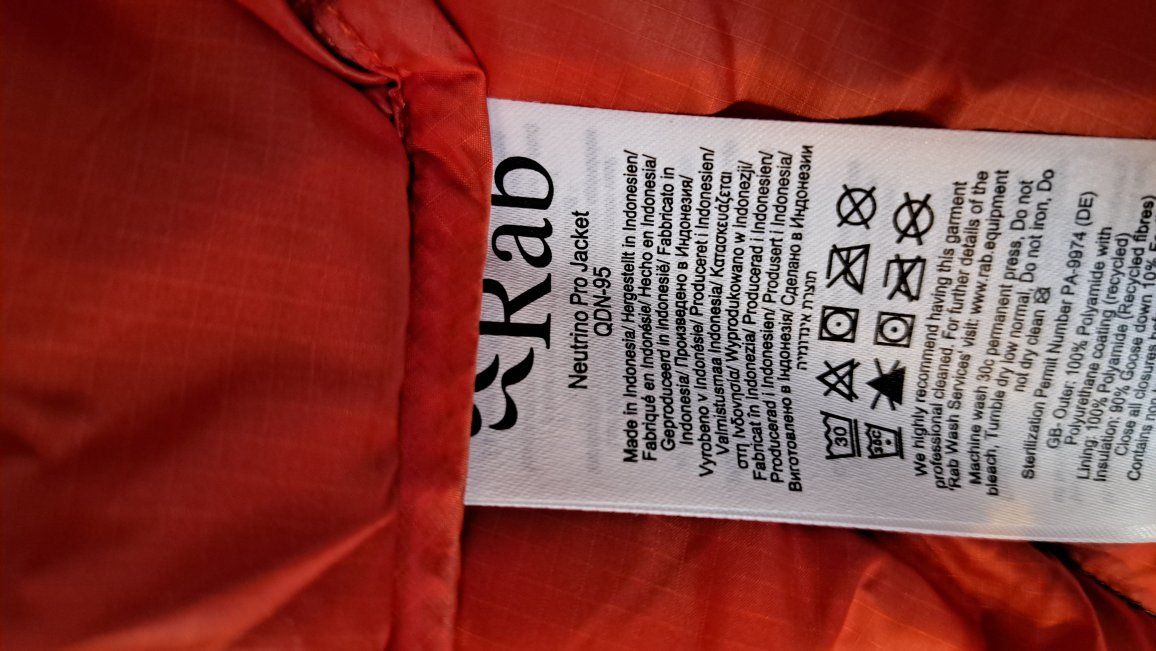 Rab
Neutrino Pro Jacket
QDN-95
Made in Indonesia/ Hergestellt in Indonesien/
Fabriqué en Indonésie/ Hecho en Indonesia/
Geproduceerd in Indonesië/ Fabbricato in
Indonesia/ Произведено в Индонезия/
Vyrobeno v Indonésie/ Produceret i Indonesien/
Valmistusmaa Indonesia/ Κατασκευάζεται
στη Ινδονησία/ Wyprodukowano w Indonezji/
Fabricat în Indonezia/ Producerad i Indonesien/
Producerad i Indonesien/ Produsert i Indonesia/
Виготовлено в Індонезія/ Сделано в Индонезии
תוצרת אינדונזיה
30
30C
We highly recommend having this garment
professional cleaned. For further details of the
'Rab Wash Services' visit: www.rab.equipment
Machine wash 30c permanent press, Do not
bleach, Tumble dry low normal, Do not iron, Do
not dry clean
Sterilization Permit Number PA-9974 (DE)
GB- Outer: 100% Polyamide with
Polyurethane coating (recycled)
Lining: 100% Polyamide (Recycled fibres)
Insulation: 90% Goose down 10%
Close all closures
Contains non